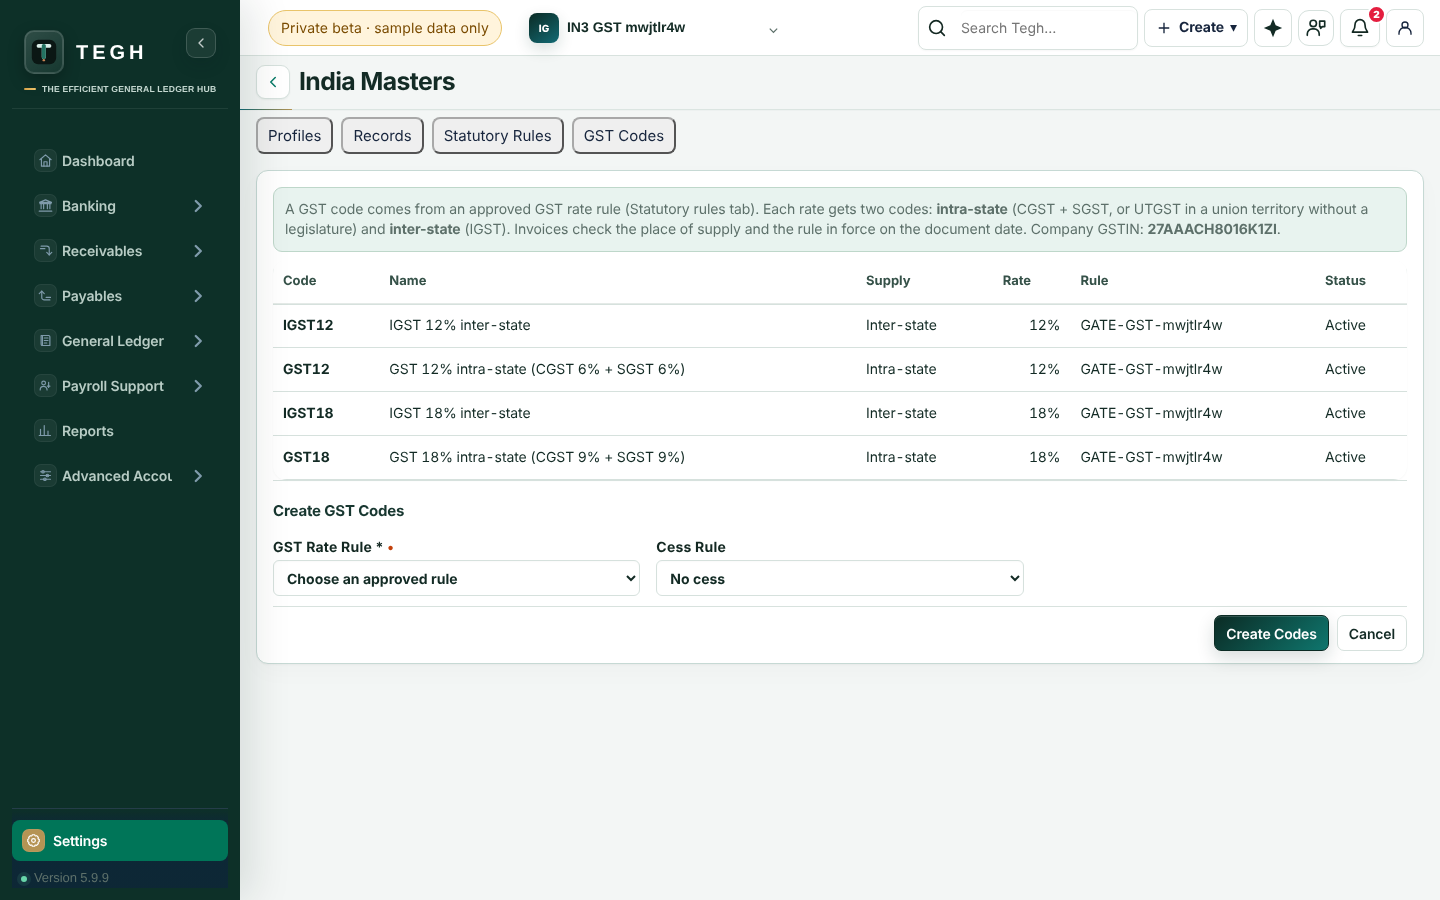 TEGH
THE EFFICIENT GENERAL LEDGER HUB
Dashboard
Banking
Receivables
Payables
General Ledger
Payroll Support
Reports
Advanced Accou
Settings
Version 5.9.9
Private beta · sample data only
IG
IN3 GST mwjtlr4w
Search Tegh...
+ Create ▾
2
India Masters
Profiles
Records
Statutory Rules
GST Codes
A GST code comes from an approved GST rate rule (Statutory rules tab). Each rate gets two codes: intra-state (CGST + SGST, or UTGST in a union territory without a
legislature) and inter-state (IGST). Invoices check the place of supply and the rule in force on the document date. Company GSTIN: 27AAACH8016K1ZI.
Code Name Supply Rate Rule Status
IGST12 IGST 12% inter-state Inter-state 12% GATE-GST-mwjtlr4w Active
GST12 GST 12% intra-state (CGST 6% + SGST 6%) Intra-state 12% GATE-GST-mwjtlr4w Active
IGST18 IGST 18% inter-state Inter-state 18% GATE-GST-mwjtlr4w Active
GST18 GST 18% intra-state (CGST 9% + SGST 9%) Intra-state 18% GATE-GST-mwjtlr4w Active
Create GST Codes
GST Rate Rule * •
Choose an approved rule
Cess Rule
No cess
Create Codes
Cancel